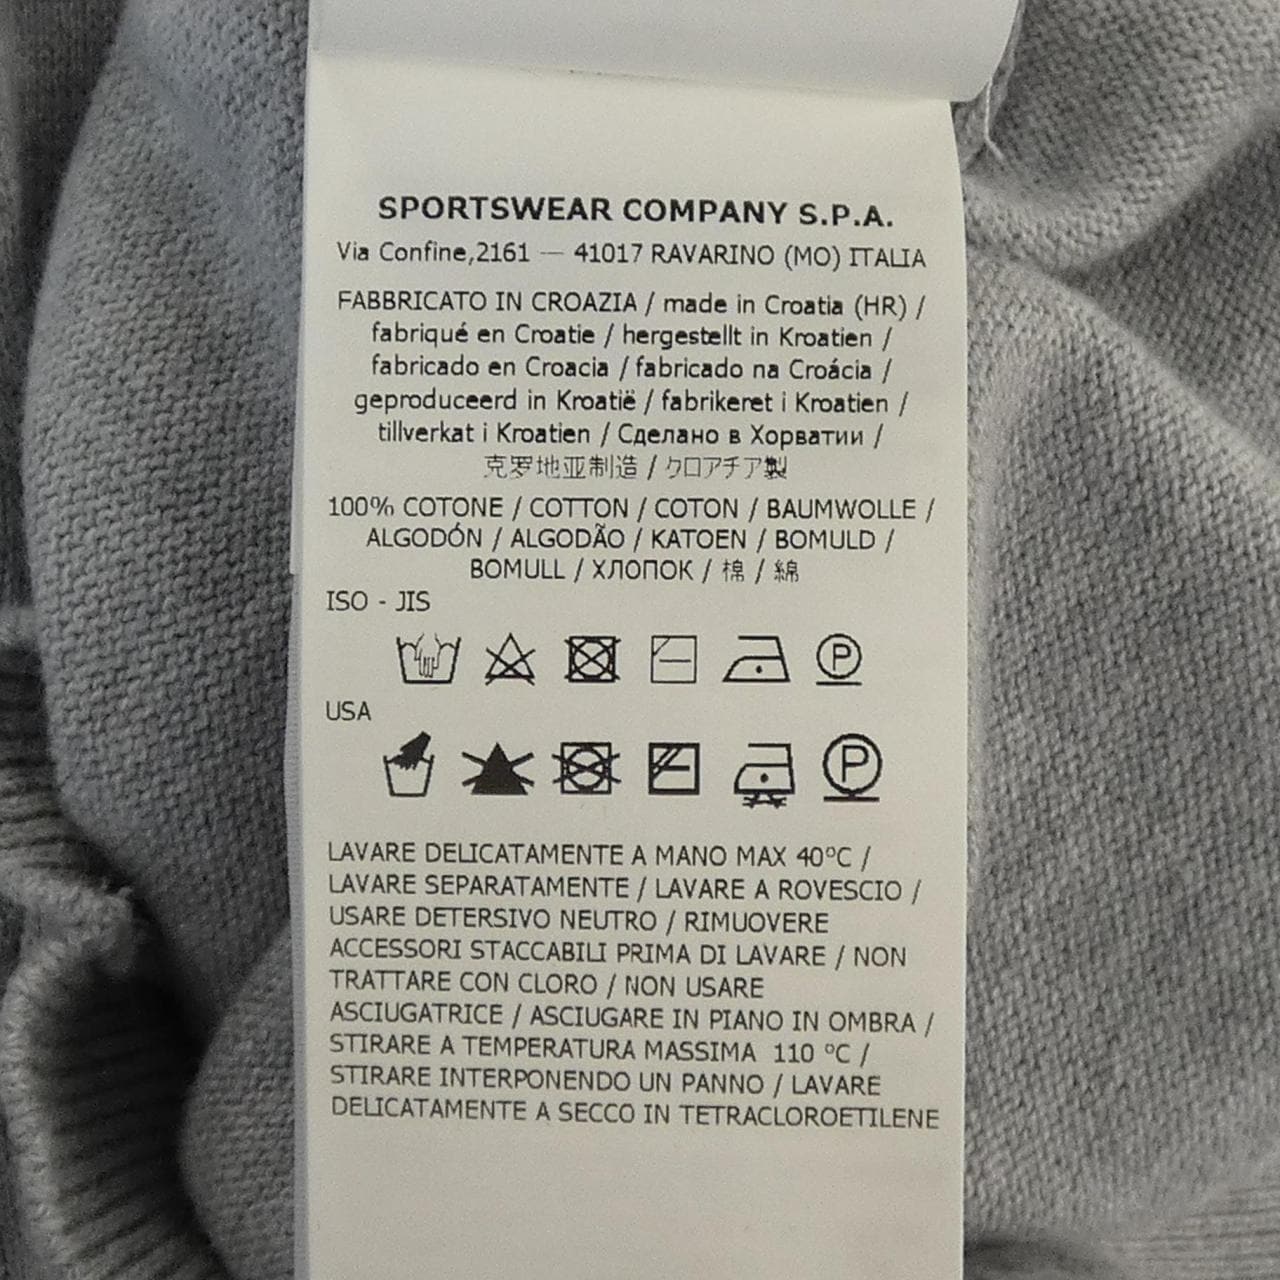 SPORTSWEAR COMPANY S.P.A.
Via Confine,2161 — 41017 RAVARINO (MO) ITALIA
FABBRICATO IN CROAZIA / made in Croatia (HR) /
fabriqué en Croatie / hergestellt in Kroatien /
fabricado en Croacia / fabricado na Croácia /
geproduceerd in Kroatië / fabrikeret i Kroatien /
tillverkat i Kroatien / Сделано в Хорватии /
克罗地亚制造 / クロアチア製
100% COTONE / COTTON / COTON / BAUMWOLLE /
ALGODÓN / ALGODÃO / KATOEN / BOMULD /
BOMULL / ХЛОПОК / 棉 / 綿
ISO - JIS
P
USA
P
LAVARE DELICATAMENTE A MANO MAX 40°C /
LAVARE SEPARATAMENTE / LAVARE A ROVESCIO /
USARE DETERSIVO NEUTRO / RIMUOVERE
ACCESSORI STACCABILI PRIMA DI LAVARE / NON
TRATTARE CON CLORO / NON USARE
ASCIUGATRICE / ASCIUGARE IN PIANO IN OMBRA /
STIRARE A TEMPERATURA MASSIMA 110 °C /
STIRARE INTERPONENDO UN PANNO / LAVARE
DELICATAMENTE A SECCO IN TETRACLOROETILENE